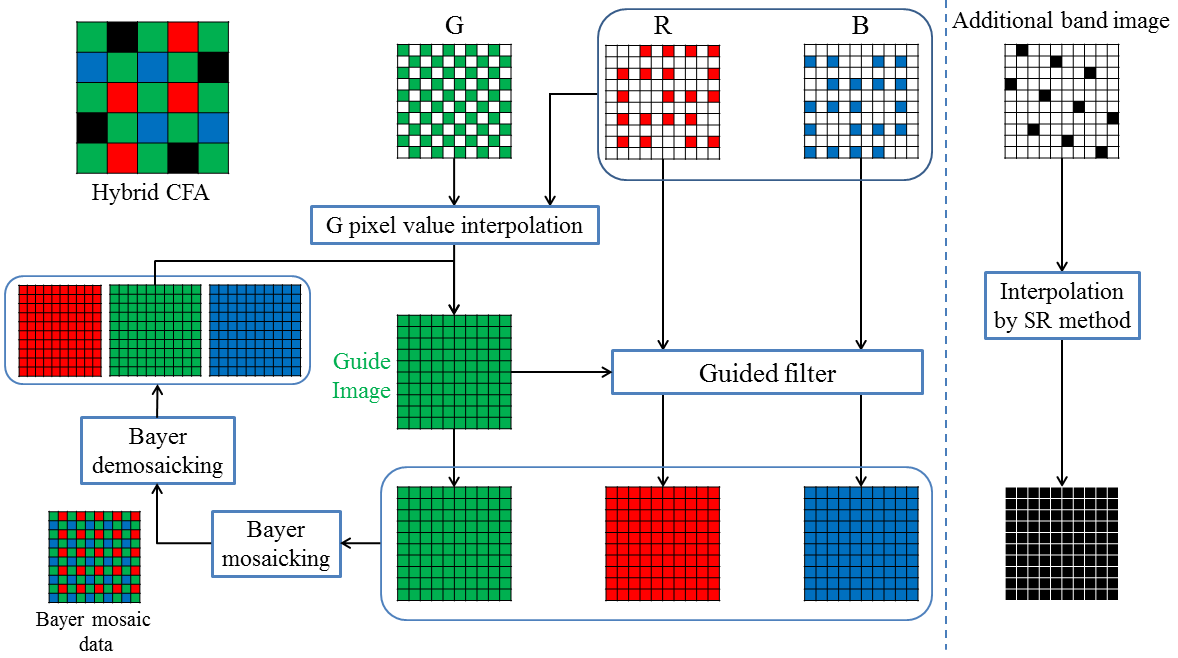 G
R
B
Additional band image
Hybrid CFA
G pixel value interpolation
Interpolation
by SR method
Guide
Image
Guided filter
Bayer
demosaicking
Bayer
mosaicking
Bayer mosaic
data